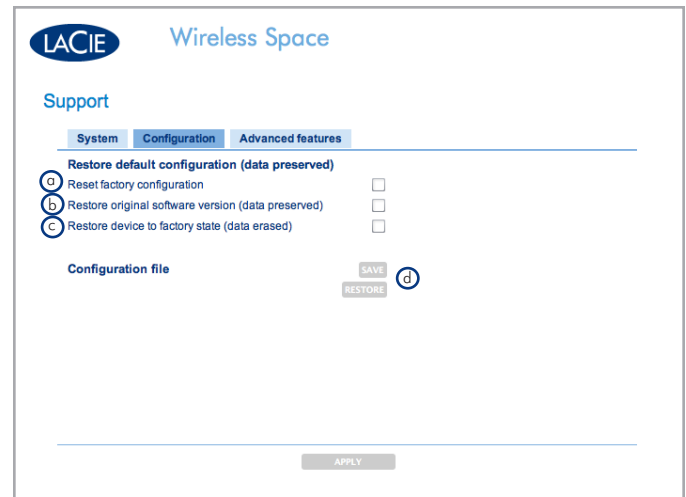 LACIE Wireless Space
Support
System Configuration Advanced features
Restore default configuration (data preserved)
a Reset factory configuration
b Restore original software version (data preserved)
c Restore device to factory state (data erased)
Configuration file SAVE d
RESTORE
APPLY